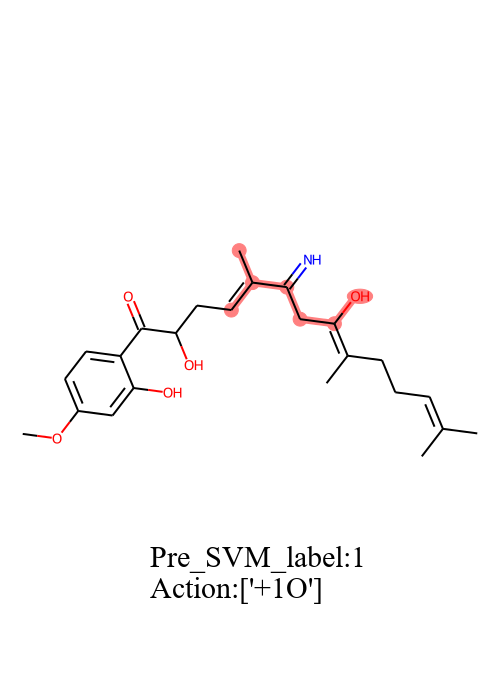 NH
OH
O
OH
OH
O
Pre_SVM_label:1
Action:['+1O']